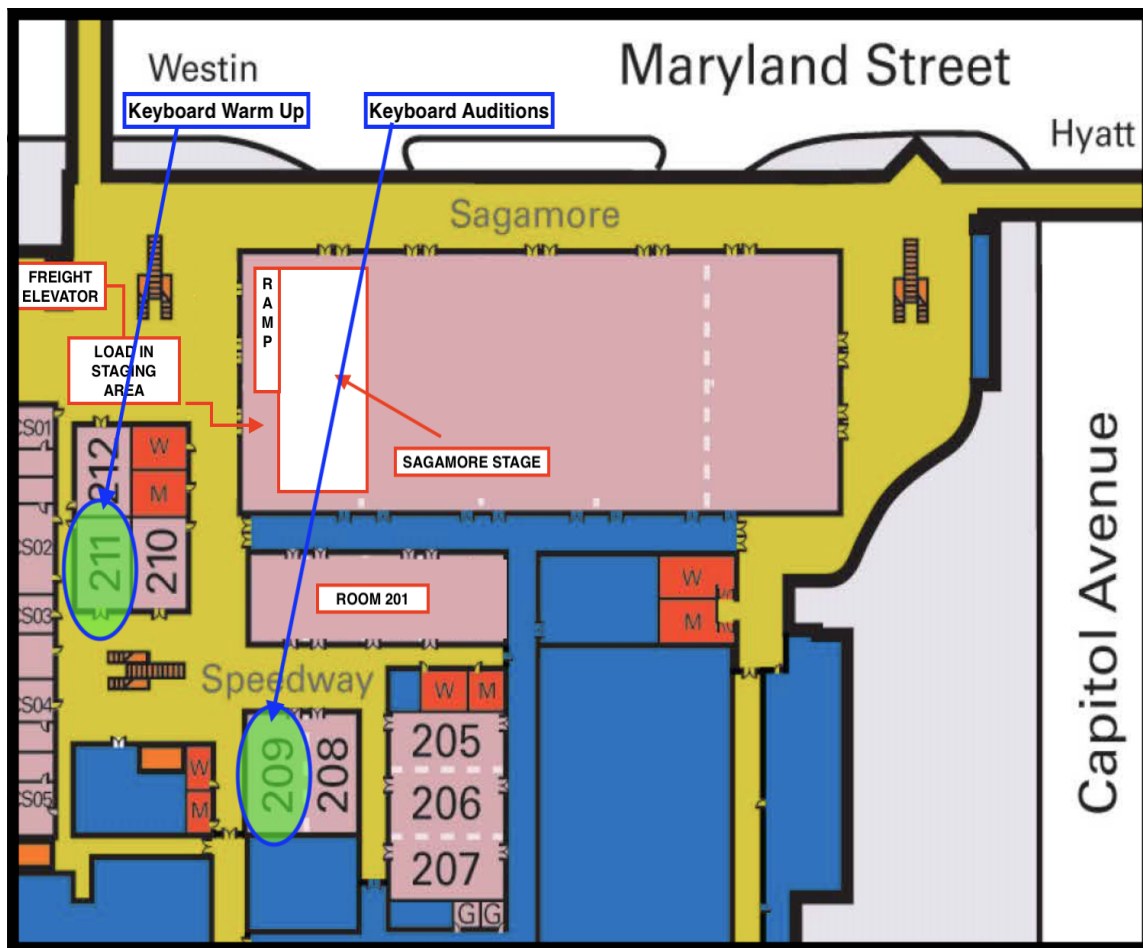 Westin
Maryland Street
Keyboard Warm Up
Keyboard Auditions
Hyatt
Sagamore
FREIGHT
ELEVATOR
R
A
M
P
LOAD IN
STAGING
AREA
SAGAMORE STAGE
CS01
212
W
M
CS02
211
210
ROOM 201
W
M
CS03
Speedway
CS04
W
M
205
209
208
W
M
206
CS05
207
G
G
Capitol Avenue